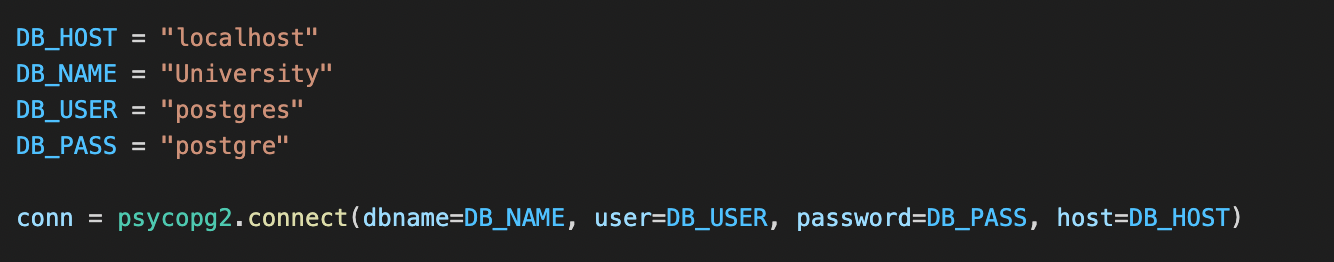 DB_HOST = "localhost"
DB_NAME = "University"
DB_USER = "postgres"
DB_PASS = "postgre"
conn = psycopg2.connect(dbname=DB_NAME, user=DB_USER, password=DB_PASS, host=DB_HOST)